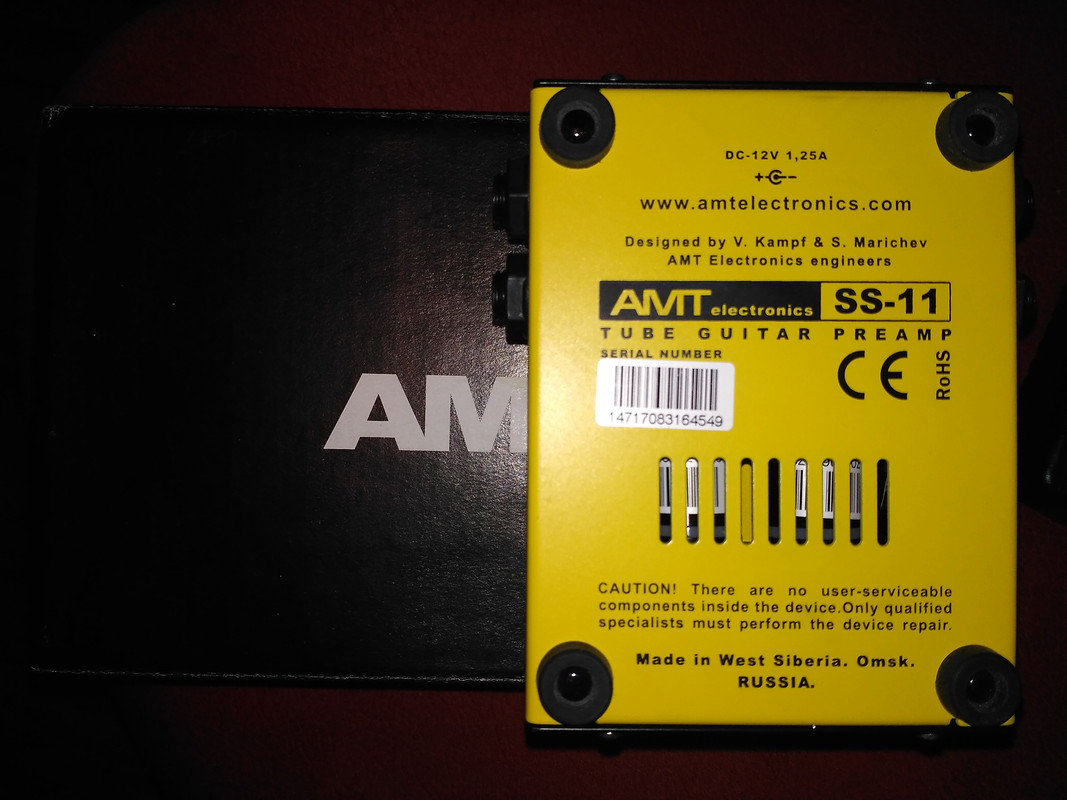 DC-12V 1,25A
+ -
www.amtelectronics.com
Designed by V. Kampf & S. Marichev
AMT Electronics engineers
AMT electronics SS-11
TUBE GUITAR PREAMP
SERIAL NUMBER
14717083164549
CE
RoHS
CAUTION! There are no user-serviceable
components inside the device.Only qualified
specialists must perform the device repair.
Made in West Siberia. Omsk.
RUSSIA.
AM